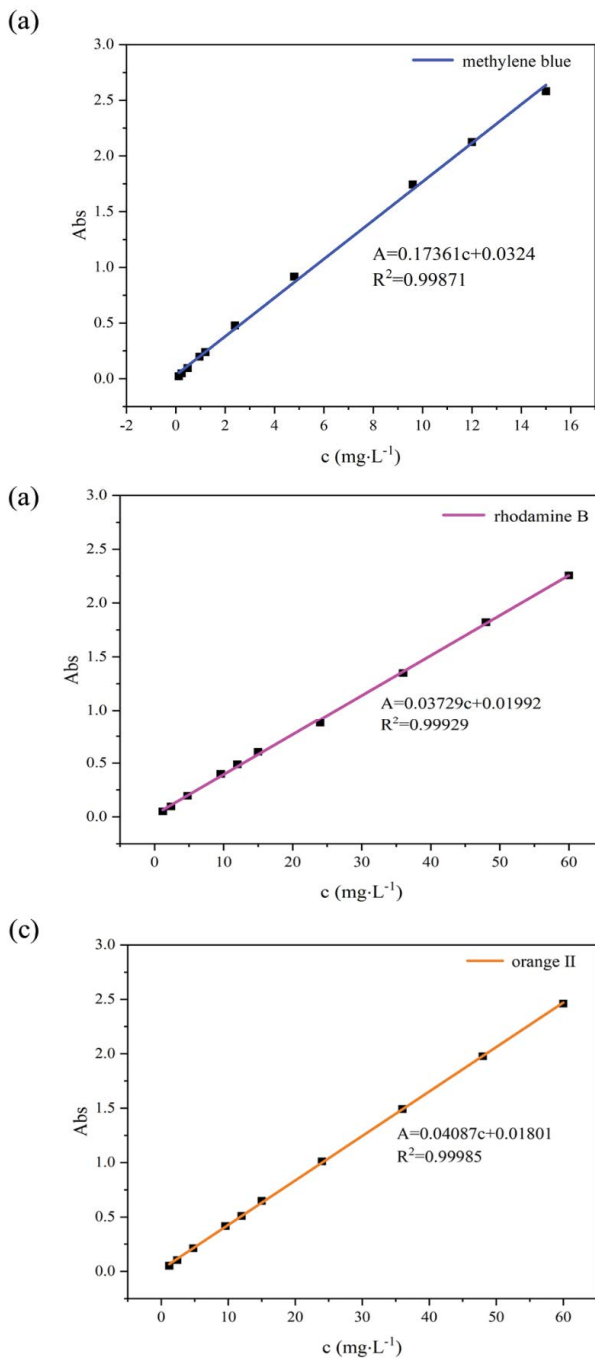 (a)
3.0
methylene blue
2.5
2.0
1.5
Abs
A=0.17361c+0.0324
1.0
R²=0.99871
0.5
0.0
-2 0 2 4 6 8 10 12 14 16
c (mg·L⁻¹)
(a)
3.0
rhodamine B
2.5
2.0
1.5
Abs
A=0.03729c+0.01992
1.0
R²=0.99929
0.5
0.0
0 10 20 30 40 50 60
c (mg·L⁻¹)
(c)
3.0
orange II
2.5
2.0
1.5
Abs
A=0.04087c+0.01801
1.0
R²=0.99985
0.5
0.0
0 10 20 30 40 50 60
c (mg·L⁻¹)